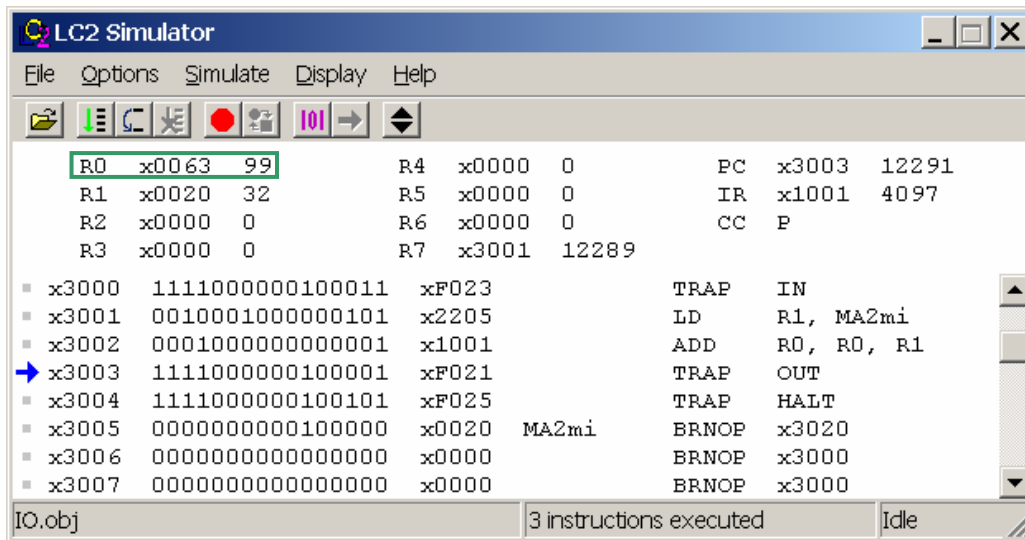 LC2 Simulator
File Options Simulate Display Help
R0 x0063 99 R4 x0000 0 PC x3003 12291
R1 x0020 32 R5 x0000 0 IR x1001 4097
R2 x0000 0 R6 x0000 0 CC P
R3 x0000 0 R7 x3001 12289
x3000 1111000000100011 xF023 TRAP IN
x3001 0010001000000101 x2205 LD R1, MA2mi
x3002 0001000000000001 x1001 ADD R0, R0, R1
x3003 1111000000100001 xF021 TRAP OUT
x3004 1111000000100101 xF025 TRAP HALT
x3005 0000000000100000 x0020 MA2mi BRNOP x3020
x3006 0000000000000000 x0000 BRNOP x3000
x3007 0000000000000000 x0000 BRNOP x3000
IO.obj 3 instructions executed Idle